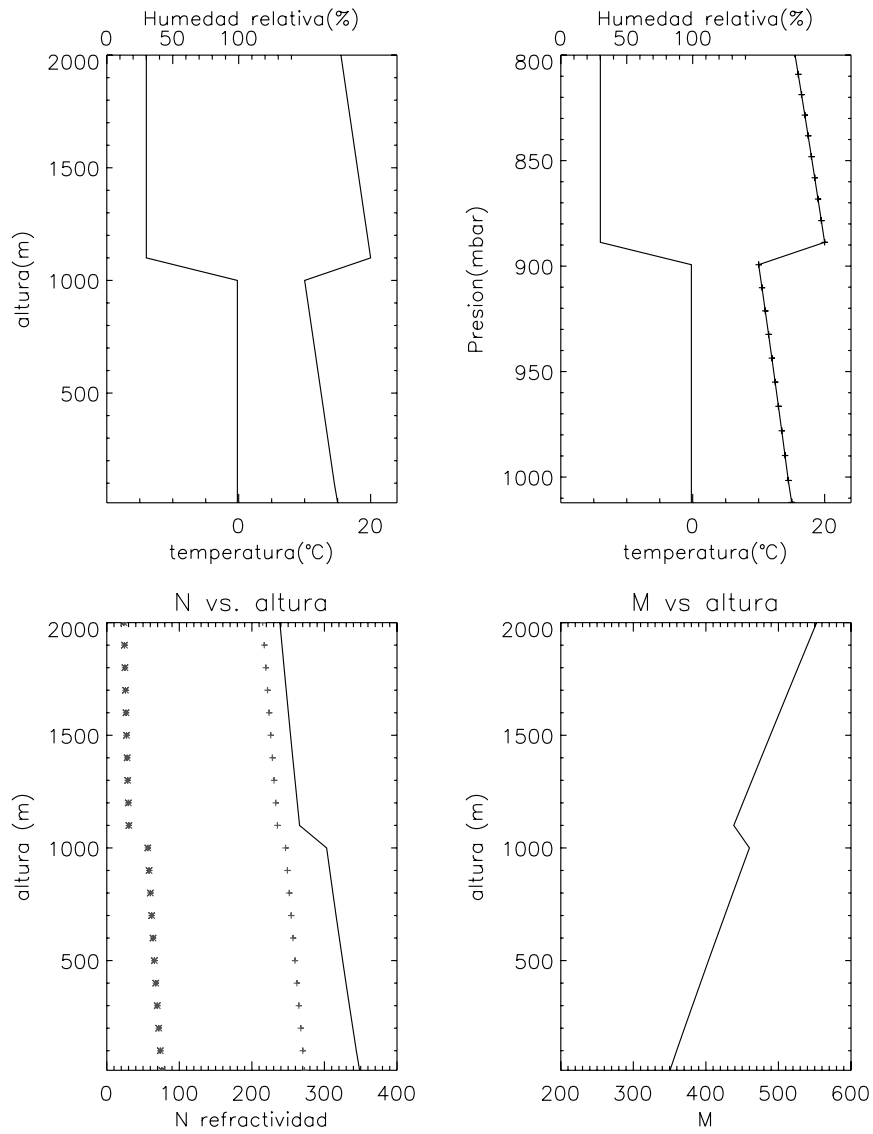 Humedad relativa(%)
0 50 100
2000
1500
1000
500
altura(m)
0 20
temperatura(°C)
Humedad relativa(%)
0 50 100
800
850
900
950
1000
Presion(mbar)
0 20
temperatura(°C)
N vs. altura
2000
1500
1000
500
altura (m)
0 100 200 300 400
N refractividad
M vs altura
2000
1500
1000
500
altura (m)
200 300 400 500 600
M